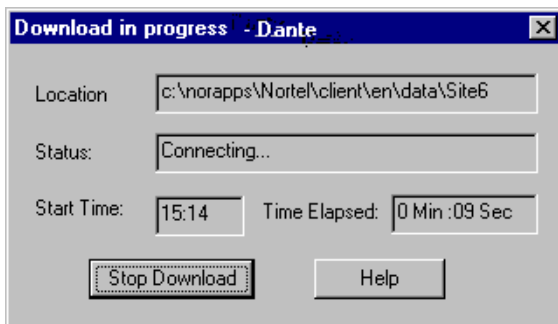 Download in progress - Dante
Location c:\norapps\Nortel\client\en\data\Site6
Status: Connecting...
Start Time: 15:14 Time Elapsed: 0 Min :09 Sec
Stop Download Help